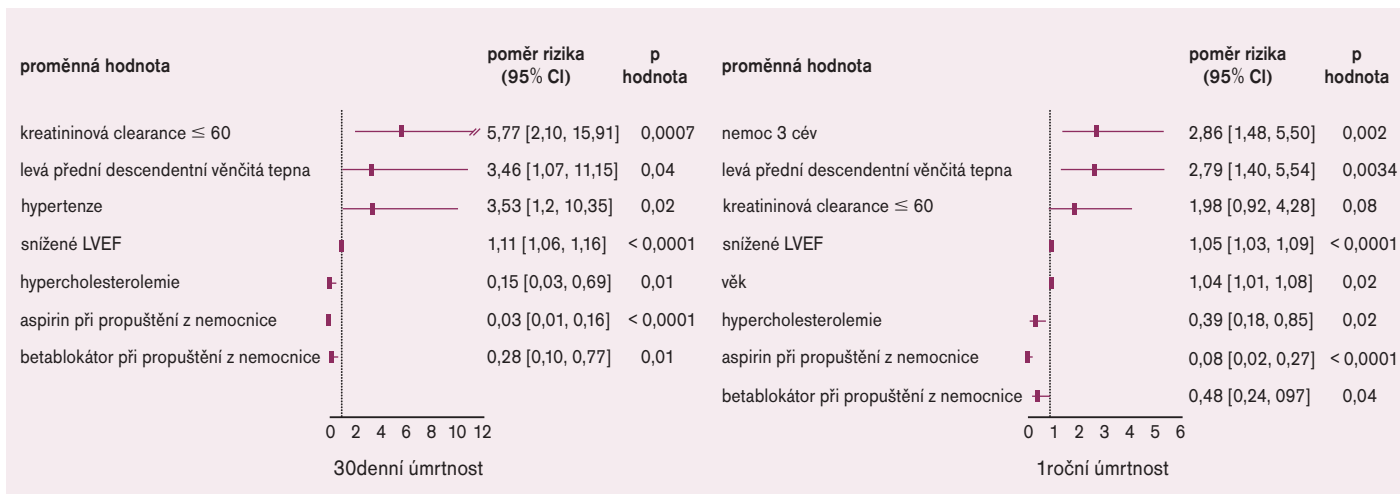 proměnná hodnota poměr rizika (95% CI) p hodnota
kreatininová clearance ≤ 60 5,77 [2,10, 15,91] 0,0007
levá přední descendentní věnčitá tepna 3,46 [1,07, 11,15] 0,04
hypertenze 3,53 [1,2, 10,35] 0,02
snížené LVEF 1,11 [1,06, 1,16] < 0,0001
hypercholesterolemie 0,15 [0,03, 0,69] 0,01
aspirin při propuštění z nemocnice 0,03 [0,01, 0,16] < 0,0001
betablokátor při propuštění z nemocnice 0,28 [0,10, 0,77] 0,01
0 2 4 6 8 10 12
30denní úmrtnost
proměnná hodnota poměr rizika (95% CI) p hodnota
nemoc 3 cév 2,86 [1,48, 5,50] 0,002
levá přední descendentní věnčitá tepna 2,79 [1,40, 5,54] 0,0034
kreatininová clearance ≤ 60 1,98 [0,92, 4,28] 0,08
snížené LVEF 1,05 [1,03, 1,09] < 0,0001
věk 1,04 [1,01, 1,08] 0,02
hypercholesterolemie 0,39 [0,18, 0,85] 0,02
aspirin při propuštění z nemocnice 0,08 [0,02, 0,27] < 0,0001
betablokátor při propuštění z nemocnice 0,48 [0,24, 097] 0,04
0 1 2 3 4 5 6
1roční úmrtnost